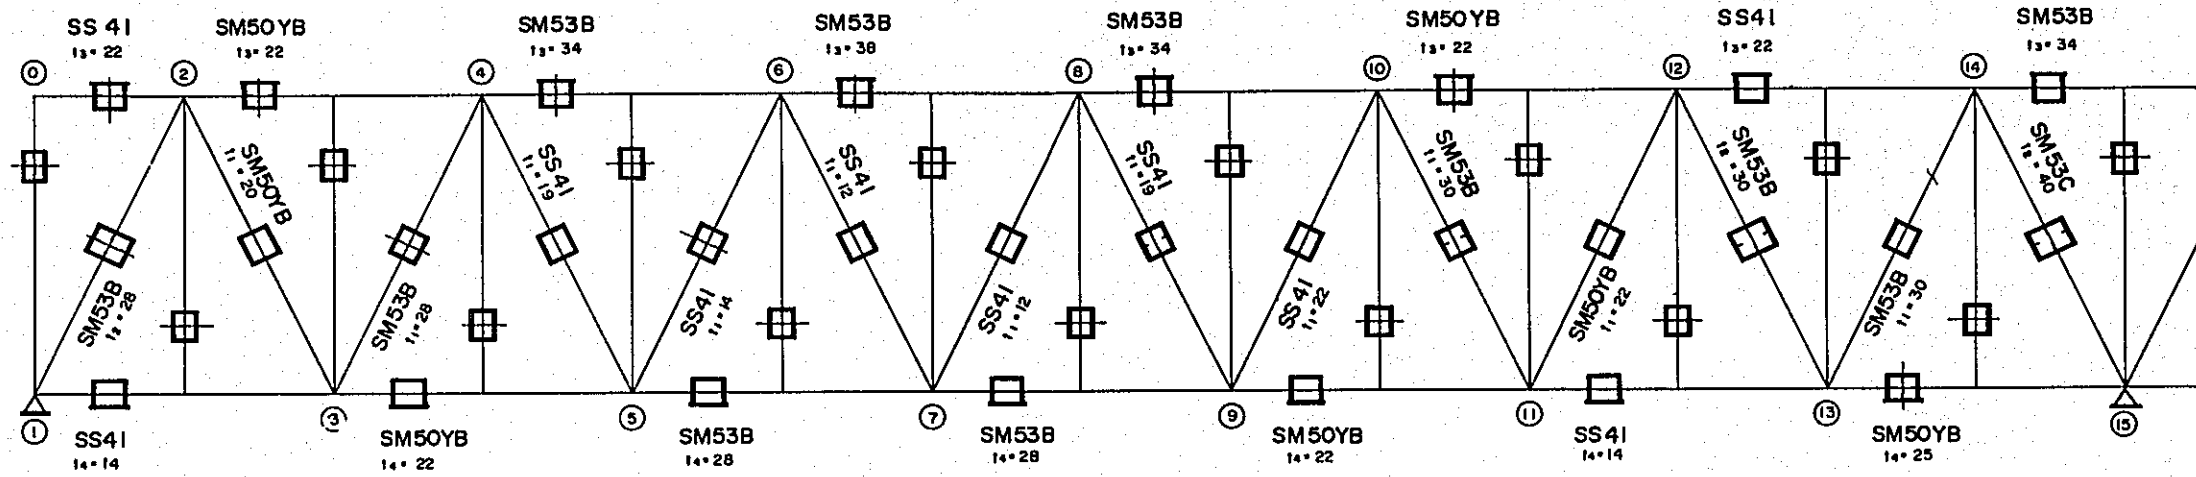 SS 41
t3= 22
SM50YB
t3= 22
SM53B
t3= 34
SM53B
t3= 38
SM53B
t3= 34
SM50YB
t3= 22
SS41
t3= 22
SM53B
t3= 34
0
2
4
6
8
10
12
14
SM53B
t2= 28
SM50YB
t1= 20
SM53B
t1= 28
SS41
t1= 19
SS41
t1= 14
SS41
t1= 12
SS41
t1= 12
SS41
t1= 19
SS41
t1= 22
SM53B
t1= 30
SM50YB
t1= 22
SM53B
t2= 30
SM53B
t1= 30
SM53C
t2= 40
1
3
5
7
9
11
13
15
SS41
t4= 14
SM50YB
t4= 22
SM53B
t4= 28
SM53B
t4= 28
SM50YB
t4= 22
SS41
t4= 14
SM50YB
t4= 25